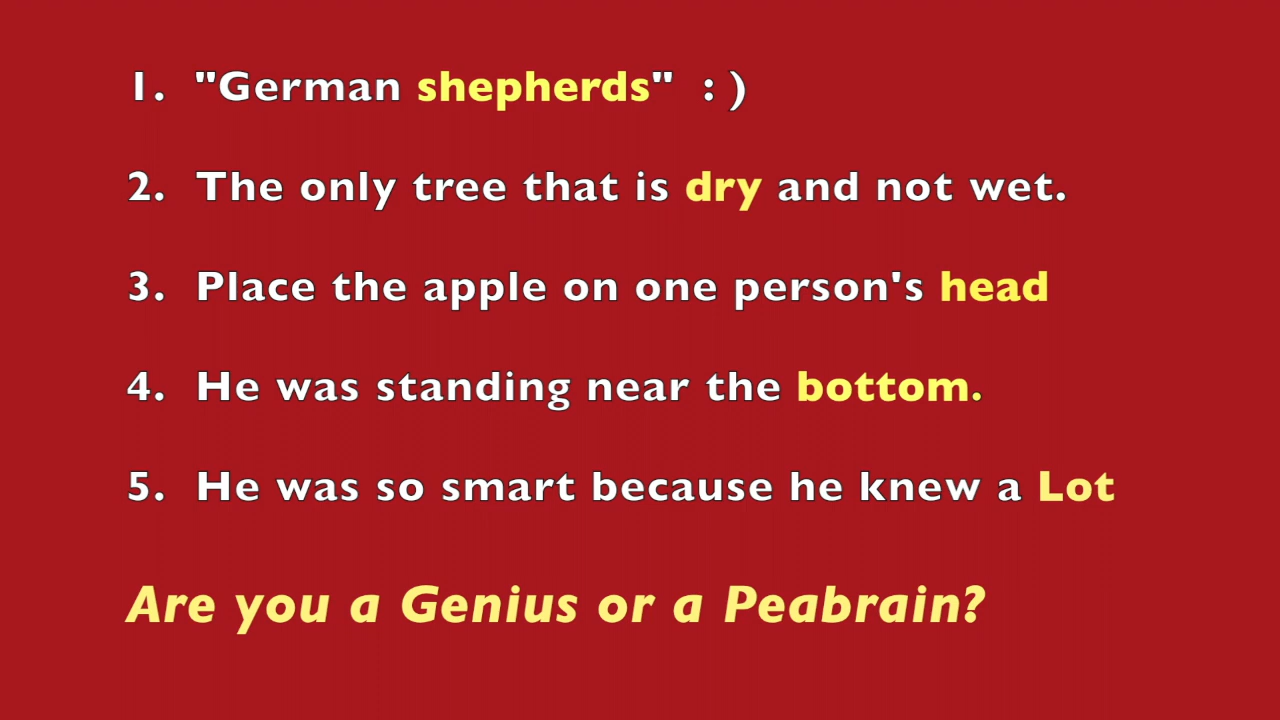 1. "German shepherds" : )
2. The only tree that is dry and not wet.
3. Place the apple on one person's head
4. He was standing near the bottom.
5. He was so smart because he knew a Lot
Are you a Genius or a Peabrain?